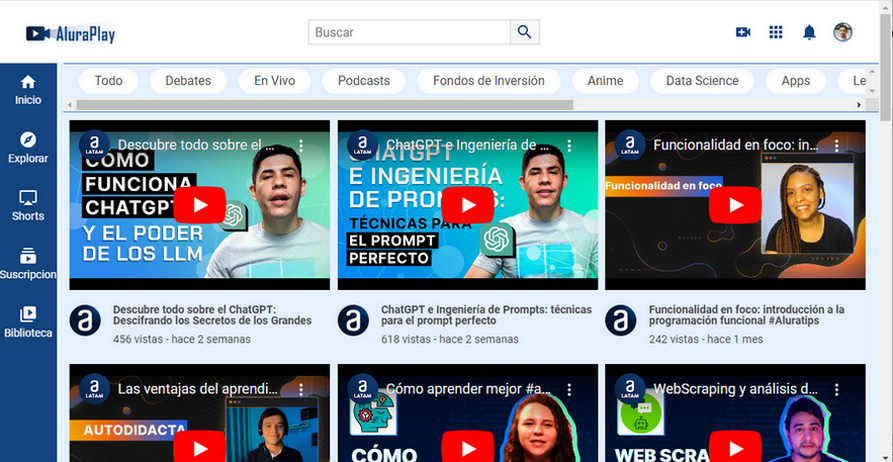 AluraPlay
Buscar
Todo
Debates
En Vivo
Podcasts
Fondos de Inversión
Anime
Data Science
Apps
Le
Inicio
Explorar
Shorts
Suscripcion
Biblioteca
a LATAM
Descubre todo sobre el ...
CÓMO
FUNCIONA
CHATGPT
Y EL PODER
DE LOS LLM
a LATAM
ChatGPT e Ingeniería de ...
CHATGPT
E INGENIERÍA
DE PROMPTS:
TÉCNICAS PARA
EL PROMPT
PERFECTO
a LATAM
Funcionalidad en foco: in...
Funcionalidad en foco
a
Descubre todo sobre el ChatGPT:
Descifrando los Secretos de los Grandes
456 vistas - hace 2 semanas
a
ChatGPT e Ingeniería de Prompts: técnicas
para el prompt perfecto
618 vistas - hace 2 semanas
a
Funcionalidad en foco: introducción a la
programación funcional #Aluratips
242 vistas - hace 1 mes
a LATAM
Las ventajas del aprendi...
AUTODIDACTA
a LATAM
Cómo aprender mejor #a...
CÓMO
a LATAM
WebScraping y análisis d...
WEB SCRA